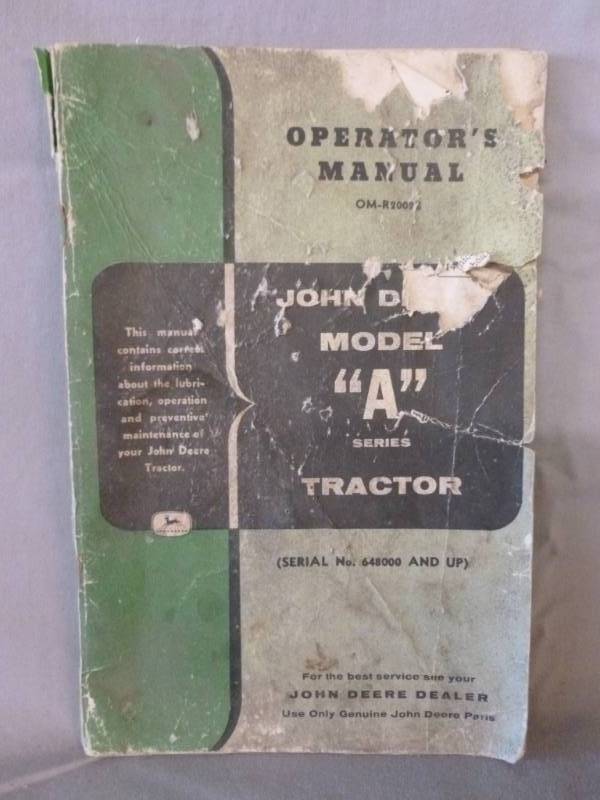 OPERATOR'S
MANUAL
OM-R2009
JOHN D
MODEL
"A"
SERIES
TRACTOR
This manual
contains correct
information
about the lubri-
cation, operation
and preventive
maintenance of
your John Deere
Tractor.
(SERIAL No. 648000 AND UP)
For the best service see your
JOHN DEERE DEALER
Use Only Genuine John Deere Parts